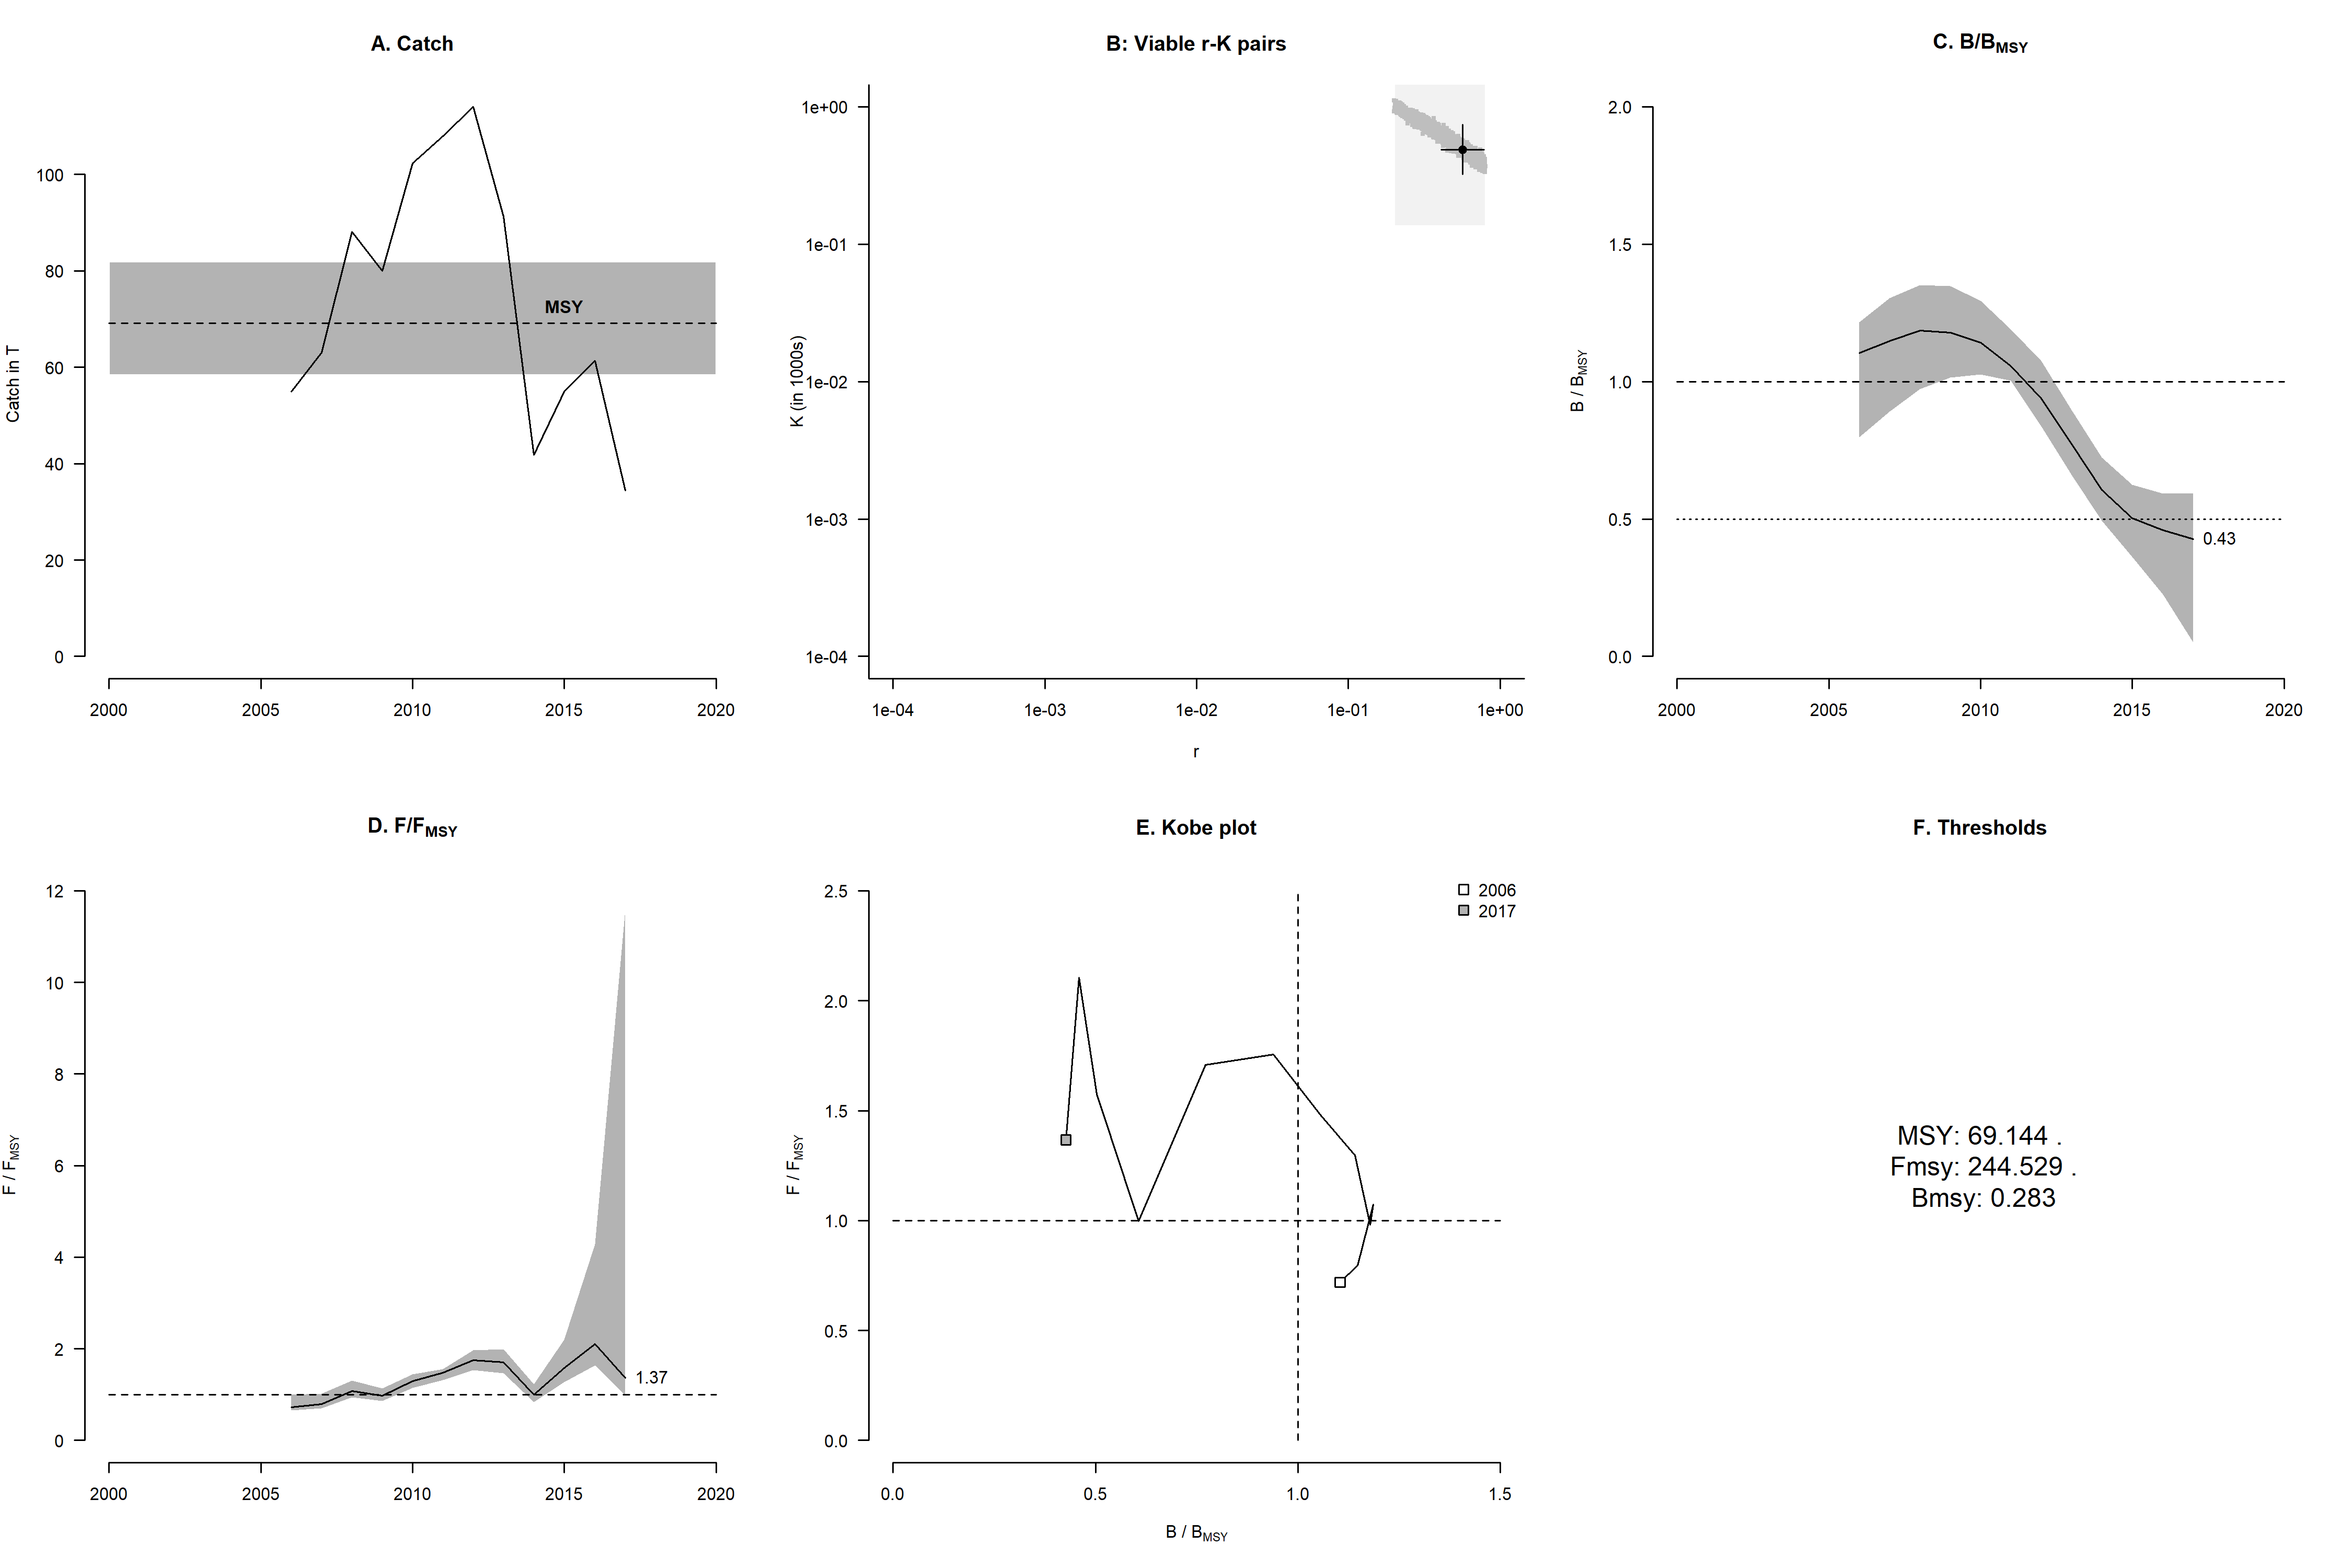 A. Catch
Catch in T
100
80
60
40
20
0
MSY
2000 2005 2010 2015 2020
B: Viable r-K pairs
K (in 1000s)
1e+00
1e-01
1e-02
1e-03
1e-04
1e-04 1e-03 1e-02 1e-01 1e+00
r
C. B/BMSY
B / BMSY
2.0
1.5
1.0
0.5
0.0
0.43
2000 2005 2010 2015 2020
D. F/FMSY
F / FMSY
12
10
8
6
4
2
0
1.37
2000 2005 2010 2015 2020
E. Kobe plot
F / FMSY
2.5
2.0
1.5
1.0
0.5
0.0
2006
2017
0.0 0.5 1.0 1.5
B / BMSY
F. Thresholds
MSY: 69.144 .
Fmsy: 244.529 .
Bmsy: 0.283